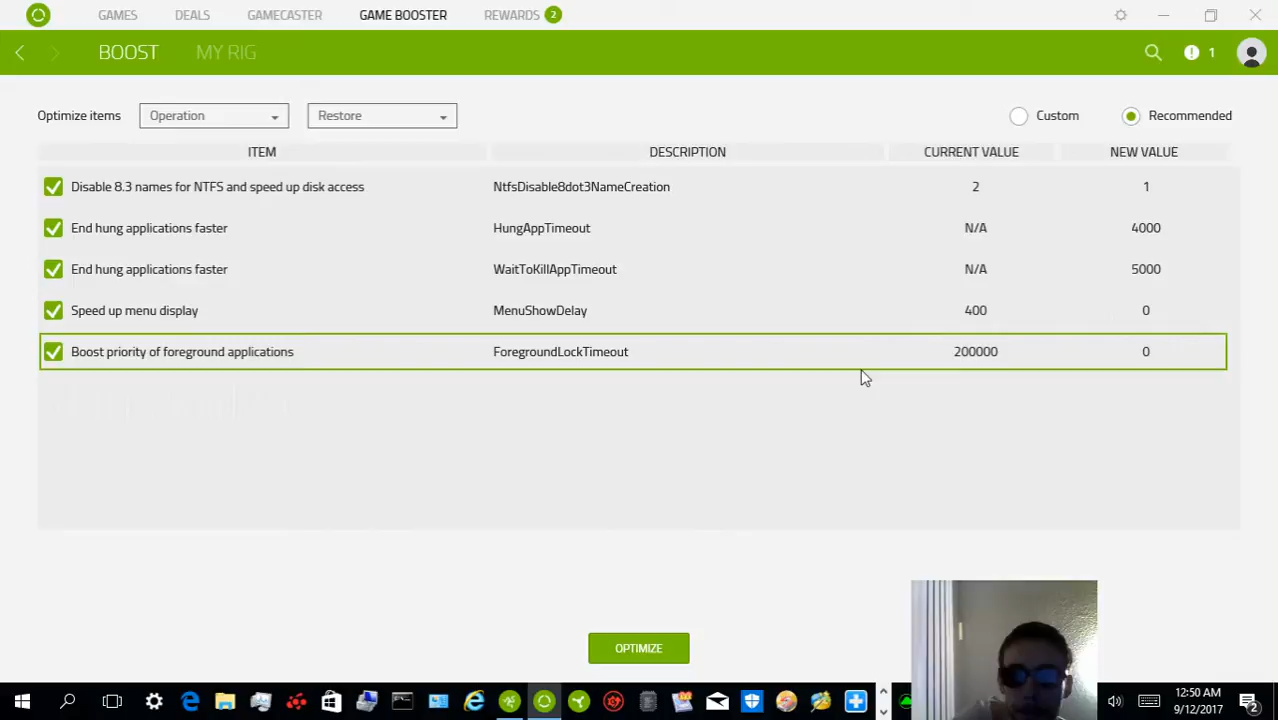 GAMES DEALS GAMECASTER GAME BOOSTER REWARDS 2
BOOST MY RIG 1
Optimize items Operation Restore Custom Recommended
ITEM DESCRIPTION CURRENT VALUE NEW VALUE
Disable 8.3 names for NTFS and speed up disk access NtfsDisable8dot3NameCreation 2 1
End hung applications faster HungAppTimeout N/A 4000
End hung applications faster WaitToKillAppTimeout N/A 5000
Speed up menu display MenuShowDelay 400 0
Boost priority of foreground applications ForegroundLockTimeout 200000 0
OPTIMIZE
12:50 AM
9/12/2017
2